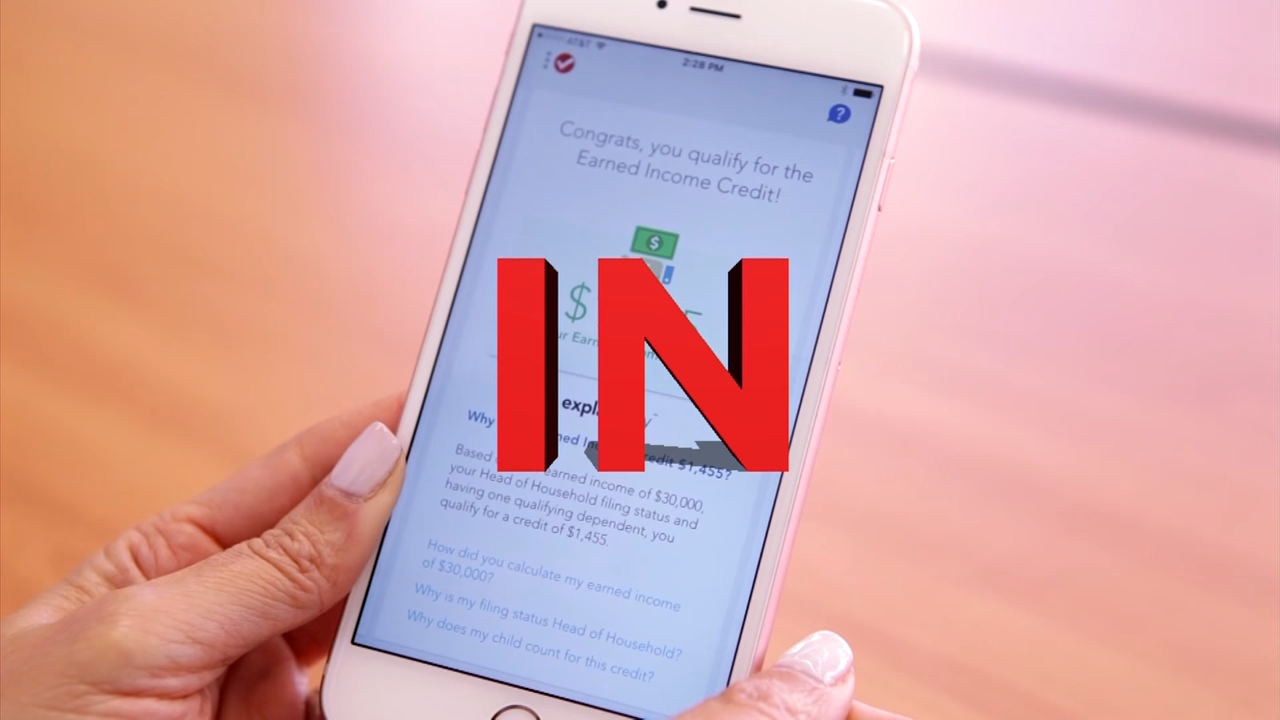 AT&T
2:28 PM
?
Congrats, you qualify for the
Earned Income Credit!
$
IN
Why
Based earned income of $30,000,
your Head of Household filing status and
having one qualifying dependent, you
qualify for a credit of $1,455.
How did you calculate my earned income
of $30,000?
Why is my filing status Head of Household?
Why does my child count for this credit?